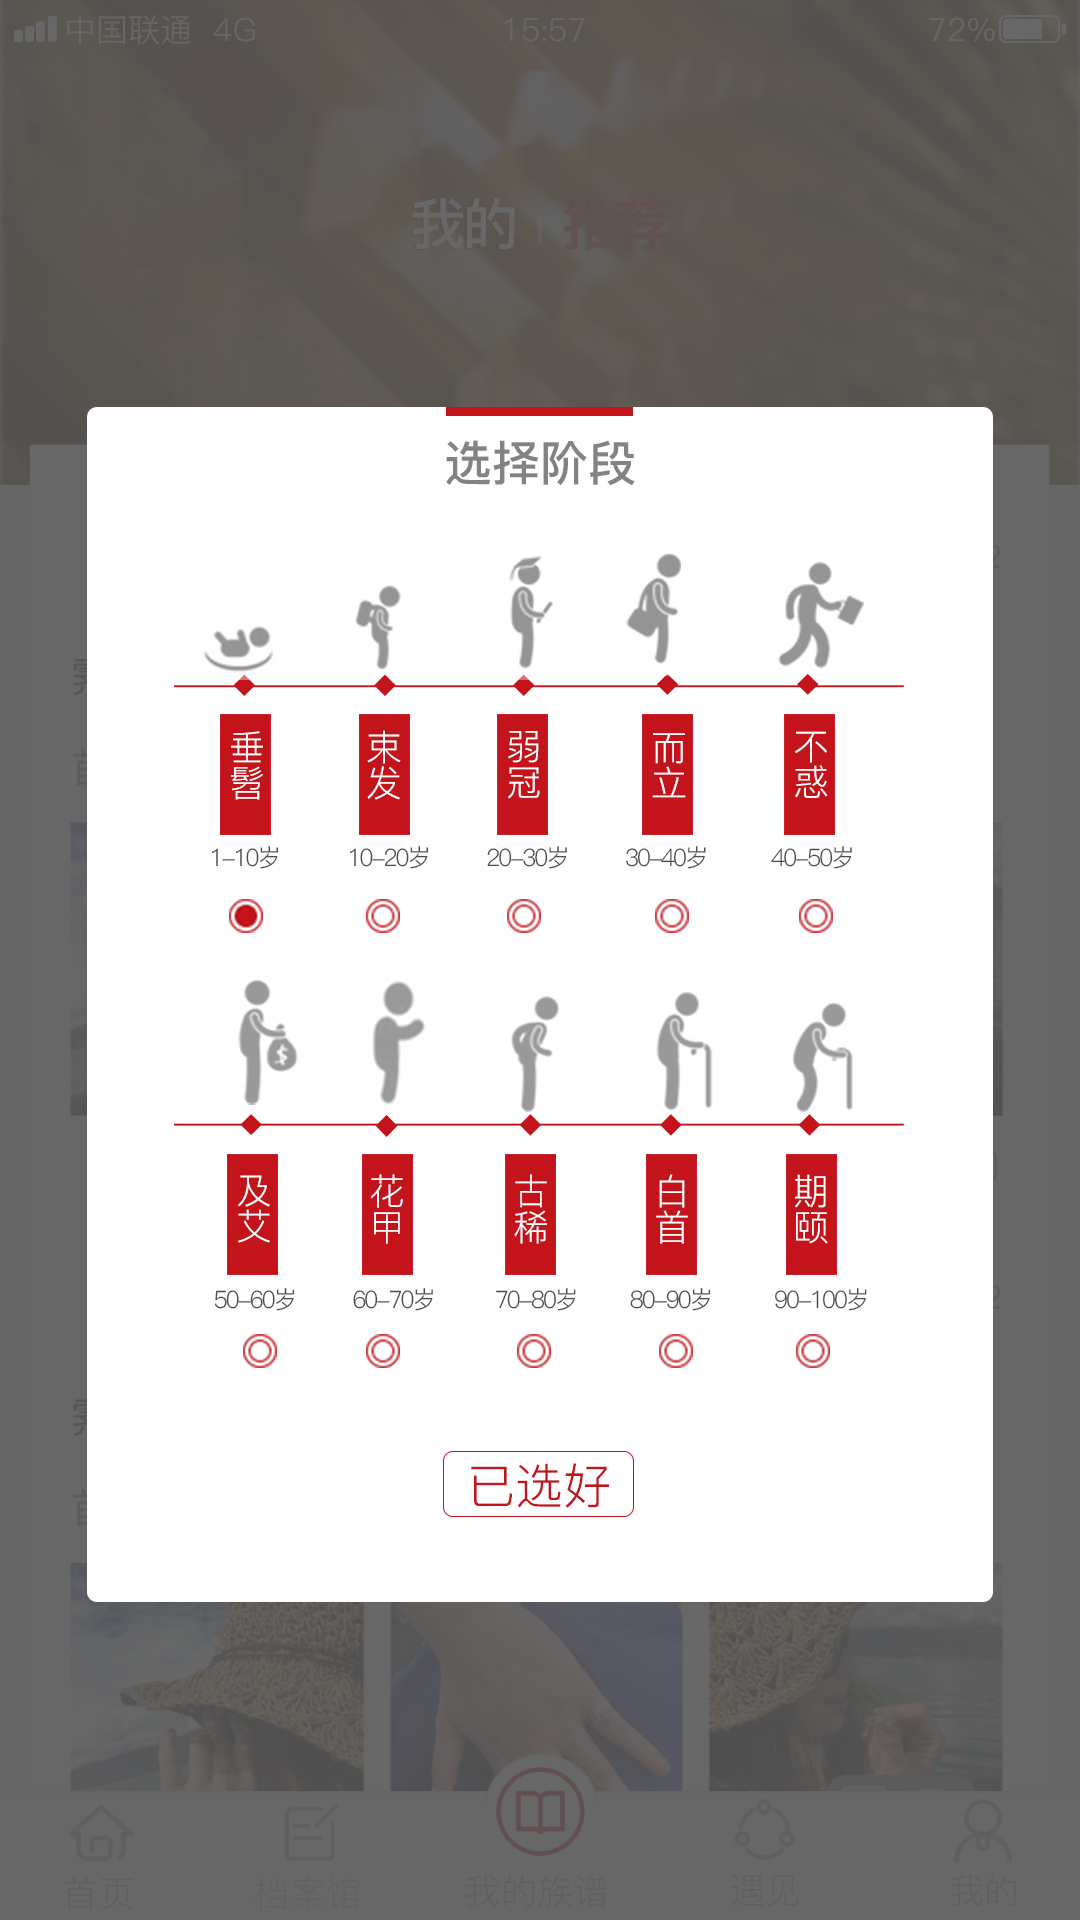 中国联通 4G 15:57 72%
我的 推荐
选择阶段
垂髫 束发 弱冠 而立 不惑
1–10岁 10–20岁 20–30岁 30–40岁 40–50岁
及艾 花甲 古稀 白首 期颐
50–60岁 60–70岁 70–80岁 80–90岁 90–100岁
已选好
首页 档案馆 我的族谱 遇见 我的